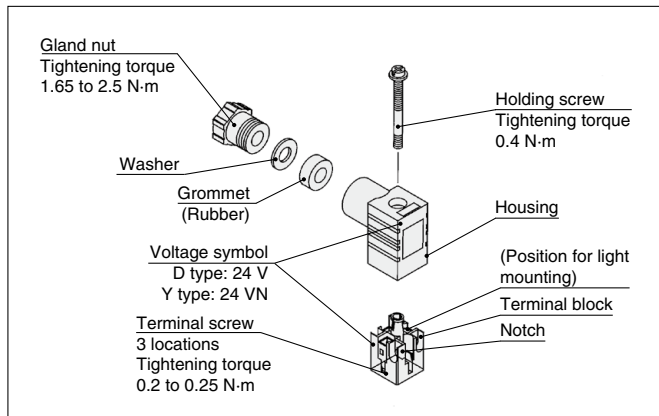 Gland nut
Tightening torque
1.65 to 2.5 N·m
Washer
Grommet
(Rubber)
Holding screw
Tightening torque
0.4 N·m
Housing
Voltage symbol
D type: 24 V
Y type: 24 VN
(Position for light
mounting)
Terminal block
Notch
Terminal screw
3 locations
Tightening torque
0.2 to 0.25 N·m